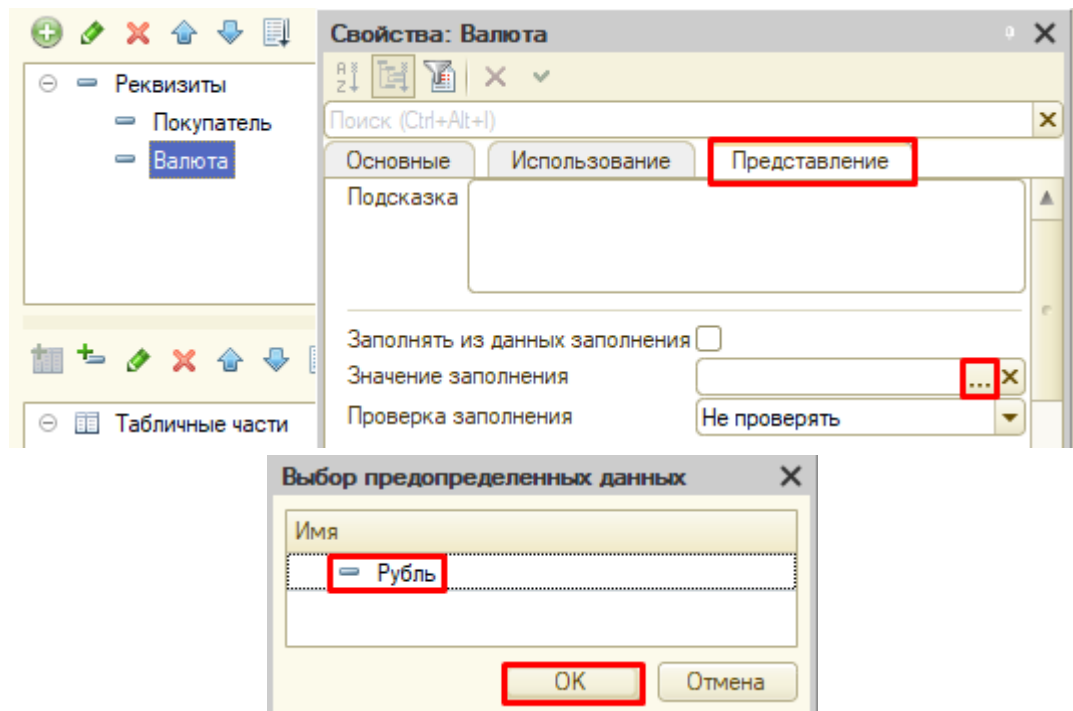 Свойства: Валюта
Реквизиты
Покупатель
Валюта
Поиск (Ctrl+Alt+I)
Основные Использование Представление
Подсказка
Заполнять из данных заполнения
Значение заполнения ...
Проверка заполнения Не проверять
Табличные части
Выбор предопределенных данных
Имя
Рубль
OK Отмена